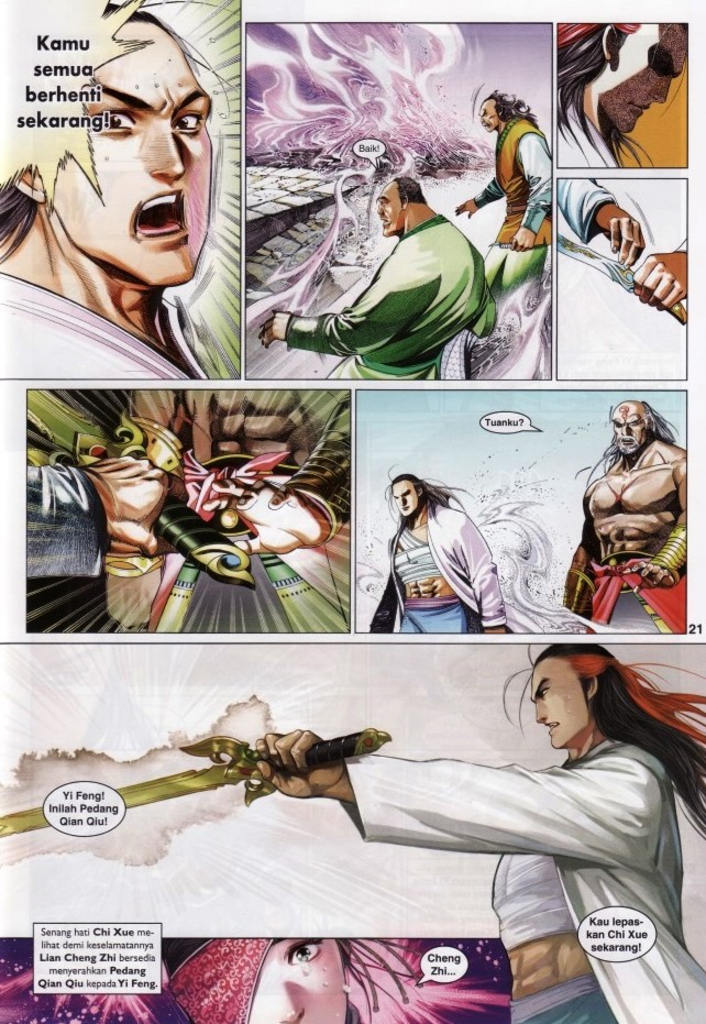 Kamu
semua
berhenti
sekarang!
Baik!
Tuanku?
21
Yi Feng!
Inilah Pedang
Qian Qiu!
Kau lepas-
kan Chi Xue
sekarang!
Senang hati Chi Xue me-
lihat demi keselamatannya
Lian Cheng Zhi bersedia
menyerahkan Pedang
Qian Qiu kepada Yi Feng.
Cheng
Zhi...